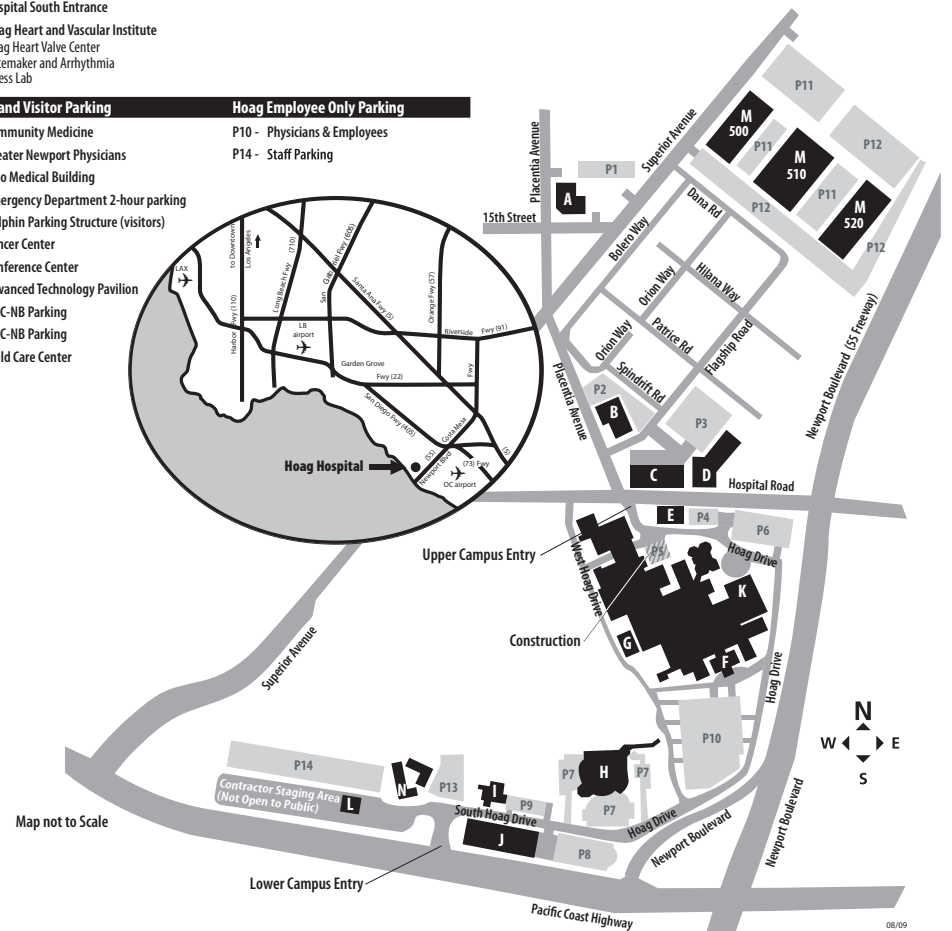 spital South Entrance
ag Heart and Vascular Institute
ag Heart Valve Center
cemaker and Arrhythmia
cess Lab
and Visitor Parking
Hoag Employee Only Parking
mmunity Medicine
P10 - Physicians & Employees
eater Newport Physicians
P14 - Staff Parking
o Medical Building
mergency Department 2-hour parking
lphin Parking Structure (visitors)
ncer Center
nference Center
vanced Technology Pavilion
C-NB Parking
C-NB Parking
ld Care Center
LAX
to Downtown
Los Angeles
Harbor Fwy (110)
Long Beach Fwy (710)
San Gabriel Fwy (605)
Santa Ana Fwy (5)
Orange Fwy (57)
Riverside Fwy (91)
LB
airport
Garden Grove
Fwy (22)
San Diego Fwy (405)
Costa Mesa
Fwy
(55)
Newport Blvd
(73) Fwy
(5)
OC airport
Hoag Hospital
Placentia Avenue
Superior Avenue
15th Street
A
P1
P11
M
500
P11
M
510
P12
P11
M
520
P12
P12
Bolero Way
Dana Rd
Orion Way
Hilana Way
Orion Way
Patrice Rd
Flagship Road
Spindrift Rd
Placentia Avenue
Newport Boulevard (55 Freeway)
P2
B
P3
C
D
Hospital Road
E
P4
P6
Upper Campus Entry
P5
Hoag Drive
West Hoag Drive
K
Construction
G
F
Hoag Drive
Superior Avenue
P10
N
W
E
S
P14
Contractor Staging Area
(Not Open to Public)
L
N
P13
I
P9
P7
H
P7
P7
South Hoag Drive
Hoag Drive
J
P8
Newport Boulevard
Newport Boulevard
Map not to Scale
Lower Campus Entry
Pacific Coast Highway
08/09